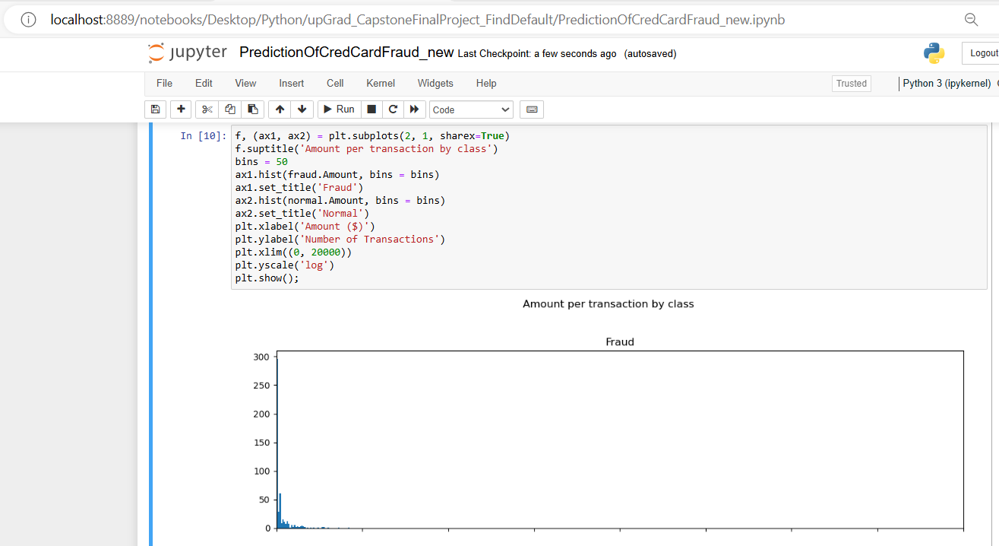 localhost:8889/notebooks/Desktop/Python/upGrad_CapstoneFinalProject_FindDefault/PredictionOfCredCardFraud_new.ipynb
jupyter PredictionOfCredCardFraud_new Last Checkpoint: a few seconds ago (autosaved)
Logout
File Edit View Insert Cell Kernel Widgets Help
Trusted
Python 3 (ipykernel)
Run
Code
In [10]: f, (ax1, ax2) = plt.subplots(2, 1, sharex=True)
f.suptitle('Amount per transaction by class')
bins = 50
ax1.hist(fraud.Amount, bins = bins)
ax1.set_title('Fraud')
ax2.hist(normal.Amount, bins = bins)
ax2.set_title('Normal')
plt.xlabel('Amount ($)')
plt.ylabel('Number of Transactions')
plt.xlim((0, 20000))
plt.yscale('log')
plt.show();
Amount per transaction by class
Fraud
300
250
200
150
100
50
0